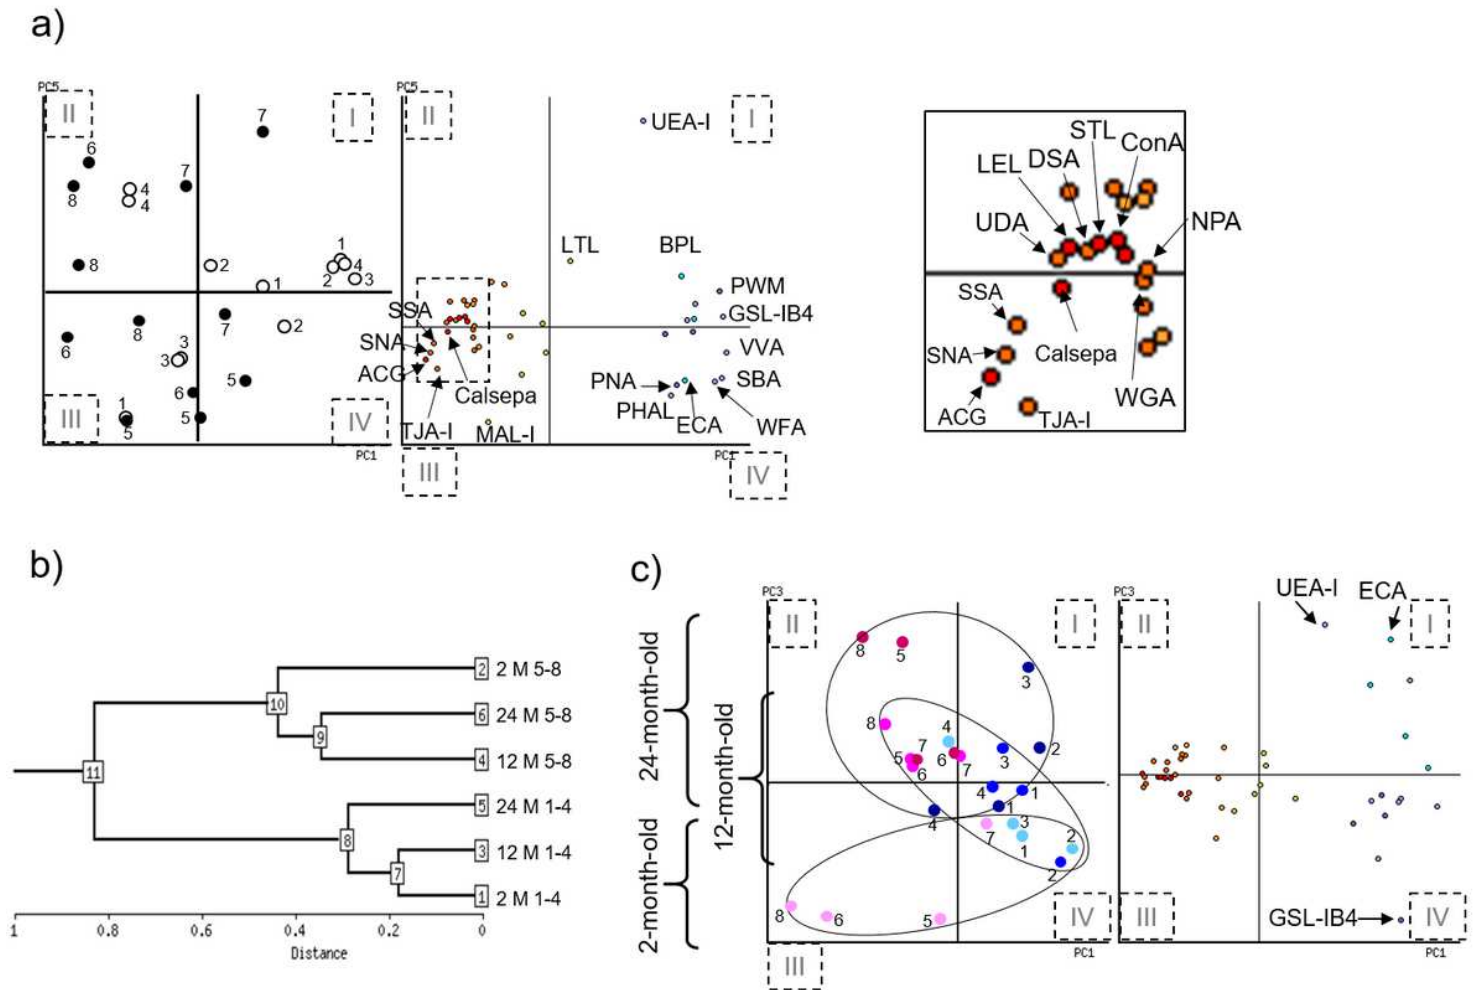 a)
PC5
II
I
7
6
8
4
4
7
8
2
1
4
2
3
1
8
7
2
6
3
3
6
5
III
1
5
5
IV
PC1
PC5
II
I
UEA-I
LTL
BPL
PWM
GSL-IB4
SSA
SNA
VVA
ACG
Calsepa
PNA
SBA
PHAL
ECA
WFA
TJA-I
MAL-I
PC1
III
IV
STL
ConA
LEL
DSA
UDA
NPA
SSA
SNA
Calsepa
ACG
TJA-I
WGA
b)
2 2 M 5-8
10
6 24 M 5-8
9
4 12 M 5-8
11
5 24 M 1-4
8
3 12 M 1-4
7
1 2 M 1-4
1 0.8 0.6 0.4 0.2 0
Distance
c)
24-month-old
12-month-old
2-month-old
PC3
II
I
8
5
3
8
4
7
5
6
6
7
3
2
4
1
4
1
7
3
1
2
2
8
6
5
IV
PC1
III
PC3
II
I
UEA-I
ECA
III
GSL-IB4
IV
PC1